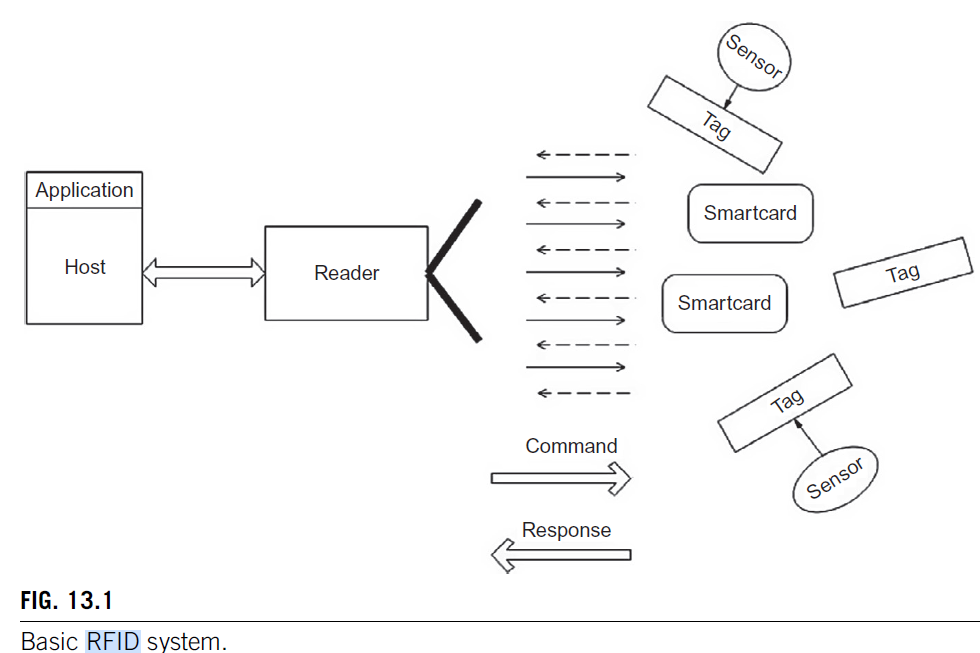 Sensor
Tag
Application
Smartcard
Host
Reader
Tag
Smartcard
Tag
Command
Sensor
Response
FIG. 13.1
Basic RFID system.